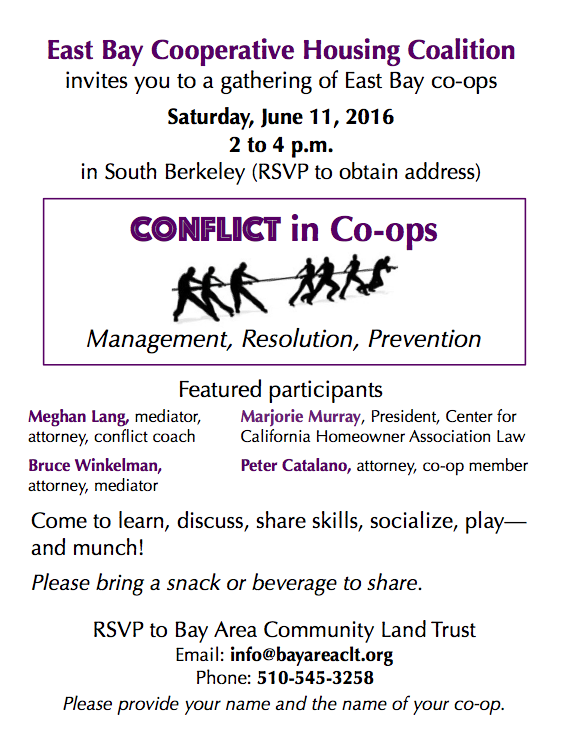 East Bay Cooperative Housing Coalition
invites you to a gathering of East Bay co-ops
Saturday, June 11, 2016
2 to 4 p.m.
in South Berkeley (RSVP to obtain address)
CONFLICT in Co-ops
Management, Resolution, Prevention
Featured participants
Meghan Lang, mediator,
attorney, conflict coach
Bruce Winkelman,
attorney, mediator
Marjorie Murray, President, Center for
California Homeowner Association Law
Peter Catalano, attorney, co-op member
Come to learn, discuss, share skills, socialize, play—
and munch!
Please bring a snack or beverage to share.
RSVP to Bay Area Community Land Trust
Email: info@bayareaclt.org
Phone: 510-545-3258
Please provide your name and the name of your co-op.